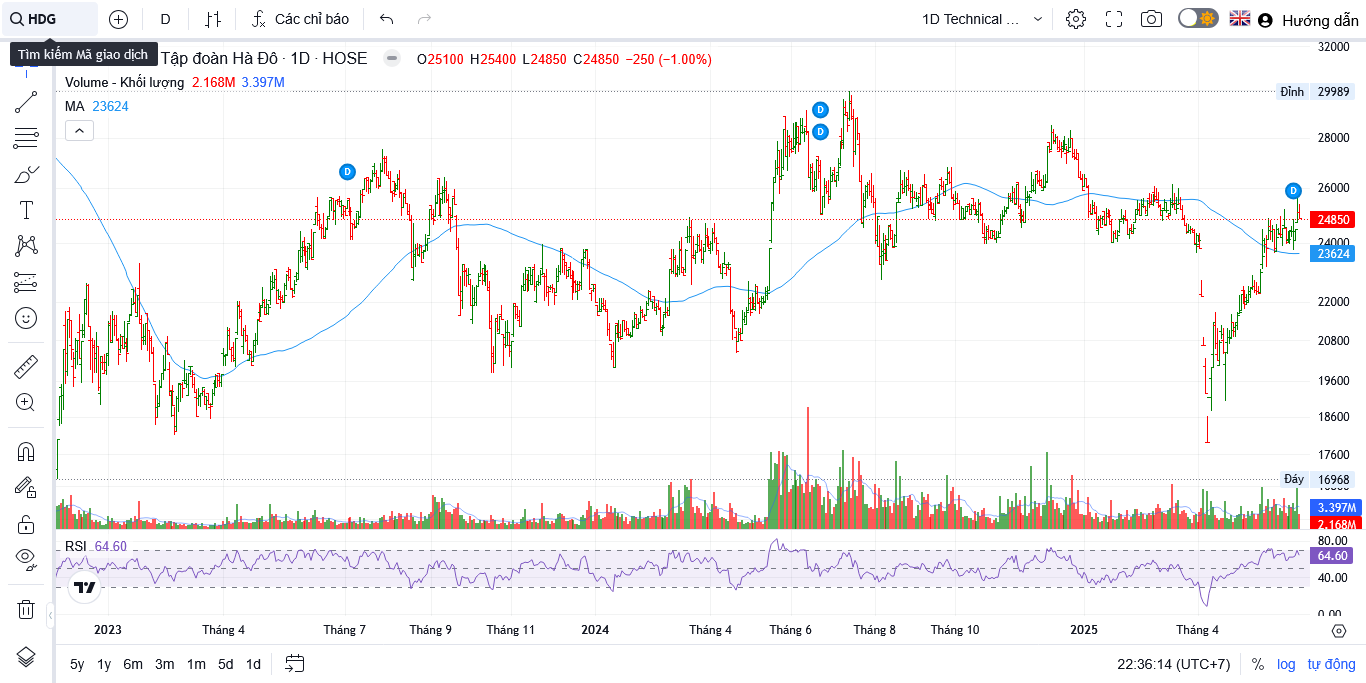 HDG
D
Các chỉ báo
1D Technical ...
Hướng dẫn
Tìm kiếm Mã giao dịch
Tập đoàn Hà Đô · 1D · HOSE
O25100 H25400 L24850 C24850 −250 (−1.00%)
Volume - Khối lượng 2.168M 3.397M
MA 23624
32000
Đỉnh 29989
28000
26000
24850
24000
23624
22000
20800
19600
18600
17600
Đáy 16968
3.397M
2.168M
D
D
D
D
RSI 64.60
80.00
64.60
40.00
0.00
2023 Tháng 4 Tháng 7 Tháng 9 Tháng 11 2024 Tháng 4 Tháng 6 Tháng 8 Tháng 10 2025 Tháng 4
5y 1y 6m 3m 1m 5d 1d
22:36:14 (UTC+7) % log tự động